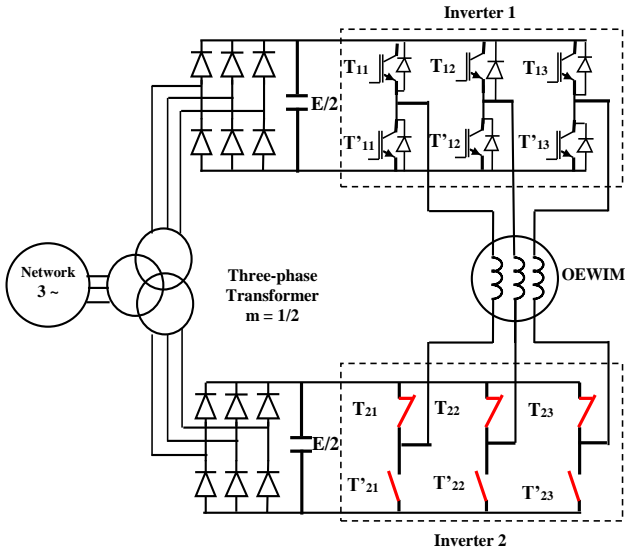 Inverter 1
T11
T12
T13
E/2
T'11
T'12
T'13
Network
3 ~
Three-phase
Transformer
m = 1/2
OEWIM
T21
T22
T23
E/2
T'21
T'22
T'23
Inverter 2